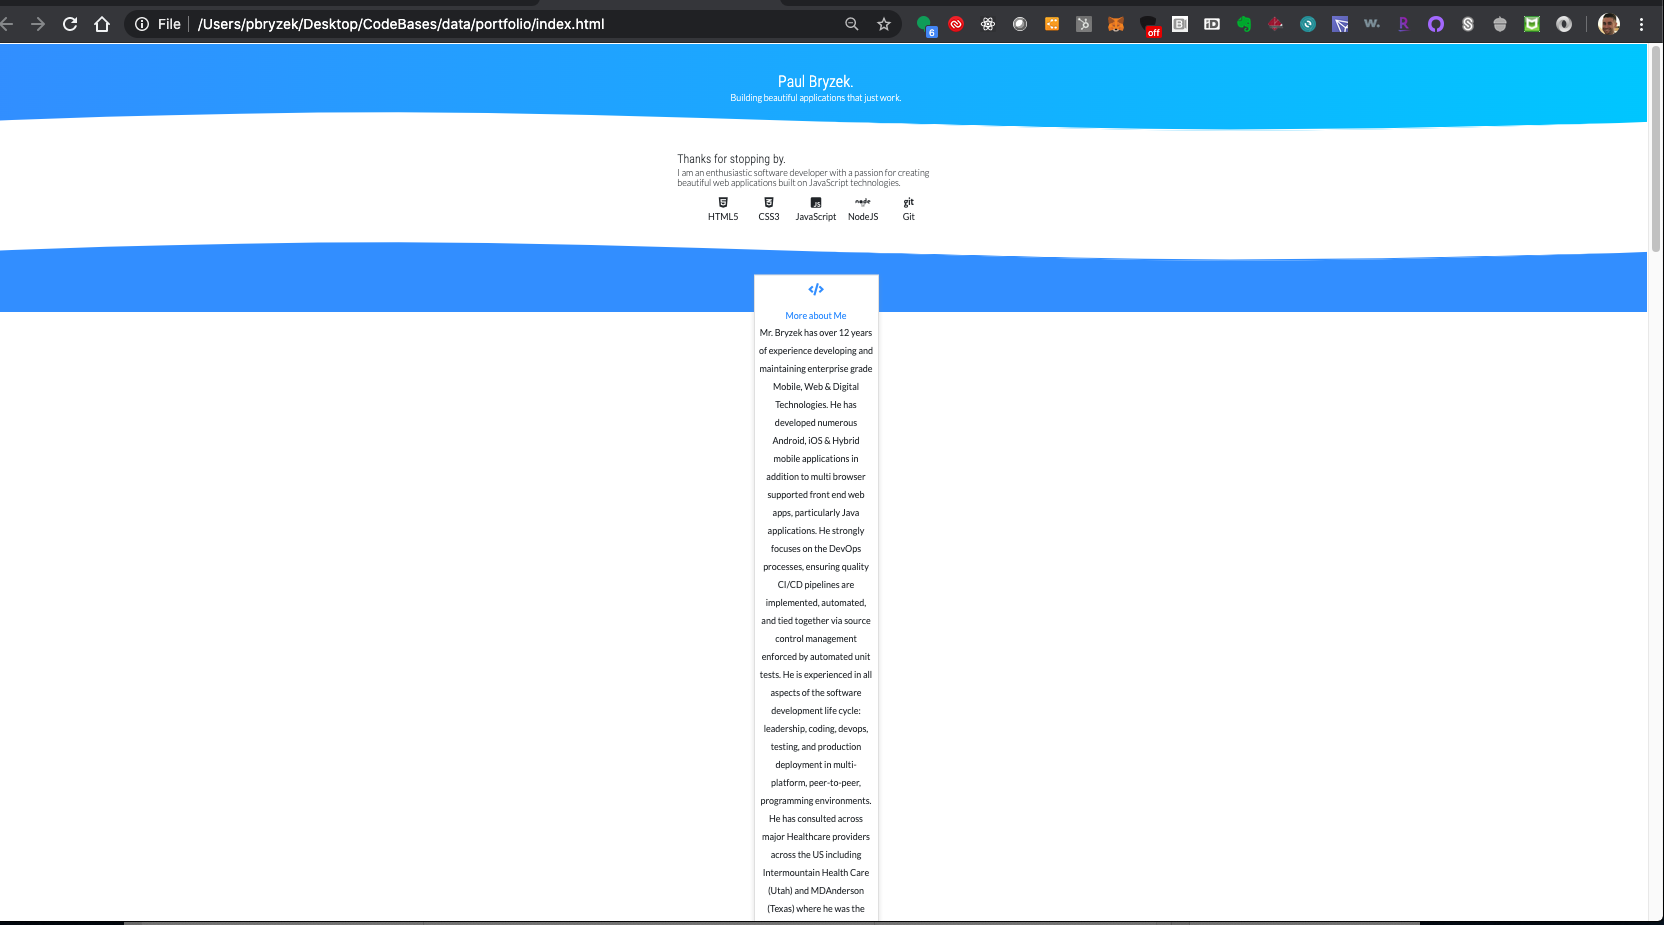 File
/Users/pbryzek/Desktop/CodeBases/data/portfolio/index.html
6
off
iD
w.
R
Paul Bryzek.
Building beautiful applications that just work.
Thanks for stopping by.
I am an enthusiastic software developer with a passion for creating
beautiful web applications built on JavaScript technologies.
JS
node
git
HTML5
CSS3
JavaScript
NodeJS
Git
</>
More about Me
Mr. Bryzek has over 12 years
of experience developing and
maintaining enterprise grade
Mobile, Web & Digital
Technologies. He has
developed numerous
Android, iOS & Hybrid
mobile applications in
addition to multi browser
supported front end web
apps, particularly Java
applications. He strongly
focuses on the DevOps
processes, ensuring quality
CI/CD pipelines are
implemented, automated,
and tied together via source
control management
enforced by automated unit
tests. He is experienced in all
aspects of the software
development life cycle:
leadership, coding, devops,
testing, and production
deployment in multi-
platform, peer-to-peer,
programming environments.
He has consulted across
major Healthcare providers
across the US including
Intermountain Health Care
(Utah) and MDAnderson
(Texas) where he was the